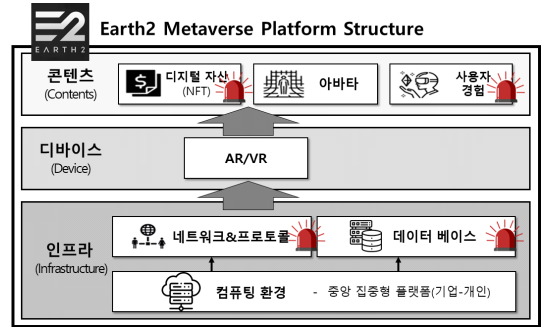 E2
EARTH2
Earth2 Metaverse Platform Structure
콘텐츠
(Contents)
$
디지털 자산
(NFT)
아바타
사용자
경험
디바이스
(Device)
AR/VR
인프라
(Infrastructure)
네트워크&프로토콜
데이터 베이스
컴퓨팅 환경
- 중앙 집중형 플랫폼(기업-개인)